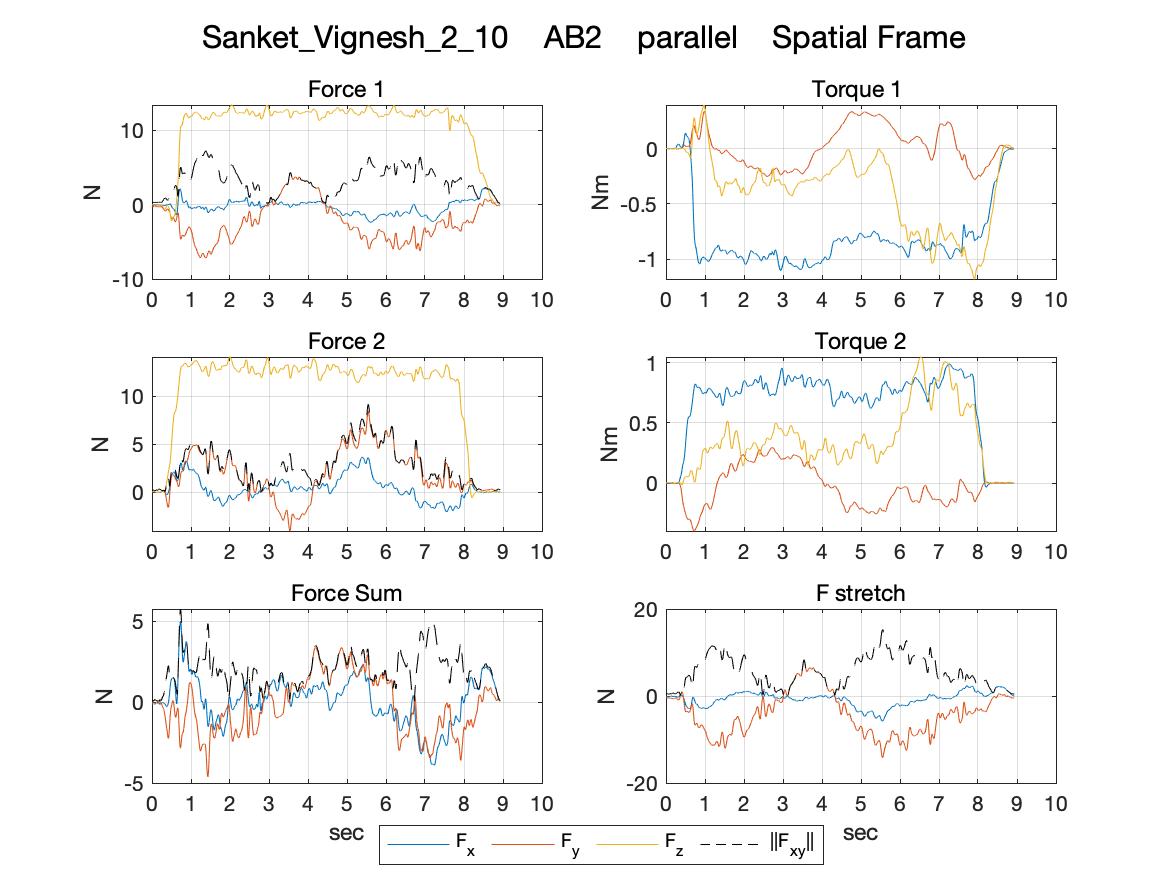 Sanket_Vignesh_2_10 AB2 parallel Spatial Frame
Force 1
N
10
0
-10
0 1 2 3 4 5 6 7 8 9 10
Torque 1
Nm
0
-0.5
-1
0 1 2 3 4 5 6 7 8 9 10
Force 2
N
10
5
0
0 1 2 3 4 5 6 7 8 9 10
Torque 2
Nm
1
0.5
0
0 1 2 3 4 5 6 7 8 9 10
Force Sum
N
5
0
-5
0 1 2 3 4 5 6 7 8 9 10
sec
F stretch
N
20
0
-20
0 1 2 3 4 5 6 7 8 9 10
sec
F_x F_y F_z ||F_xy||